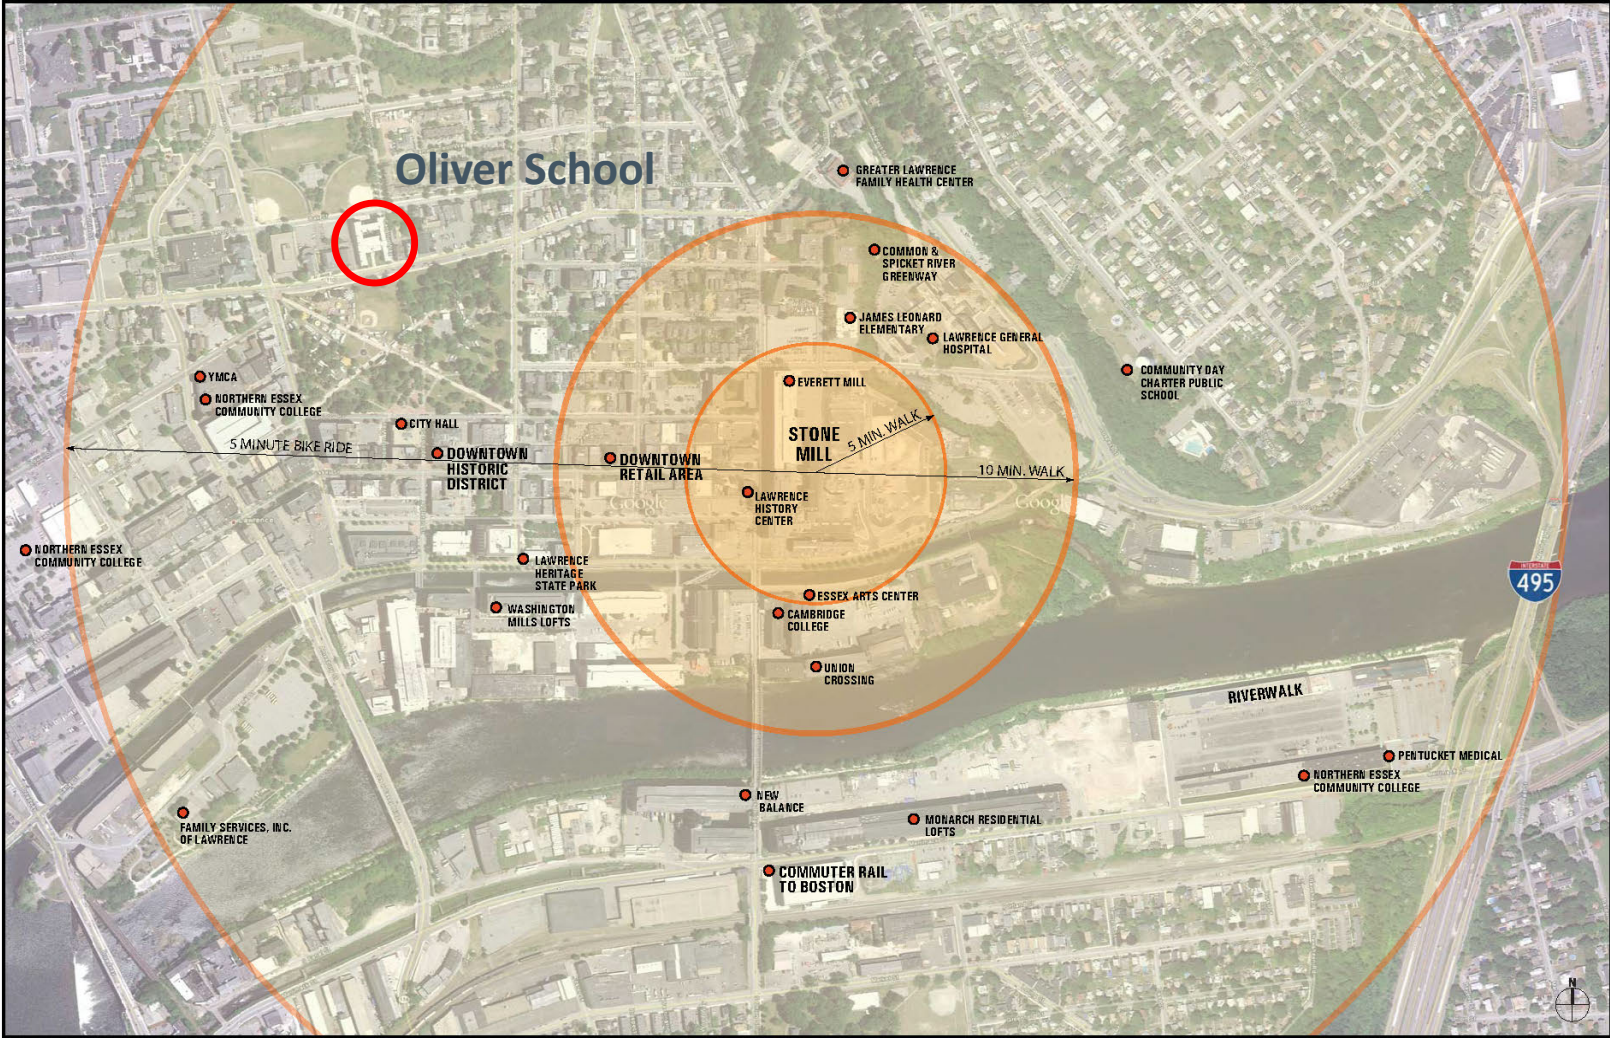 Oliver School
GREATER LAWRENCE
FAMILY HEALTH CENTER
COMMON &
SPICKET RIVER
GREENWAY
JAMES LEONARD
ELEMENTARY
LAWRENCE GENERAL
HOSPITAL
COMMUNITY DAY
CHARTER PUBLIC
SCHOOL
YMCA
NORTHERN ESSEX
COMMUNITY COLLEGE
EVERETT MILL
CITY HALL
STONE
MILL
5 MIN. WALK
5 MINUTE BIKE RIDE
DOWNTOWN
HISTORIC
DISTRICT
DOWNTOWN
RETAIL AREA
10 MIN. WALK
LAWRENCE
HISTORY
CENTER
Google
Google
NORTHERN ESSEX
COMMUNITY COLLEGE
LAWRENCE
HERITAGE
STATE PARK
INTERSTATE
495
WASHINGTON
MILLS LOFTS
ESSEX ARTS CENTER
CAMBRIDGE
COLLEGE
UNION
CROSSING
RIVERWALK
PENTUCKET MEDICAL
NORTHERN ESSEX
COMMUNITY COLLEGE
NEW
BALANCE
MONARCH RESIDENTIAL
LOFTS
FAMILY SERVICES, INC.
OF LAWRENCE
COMMUTER RAIL
TO BOSTON
N